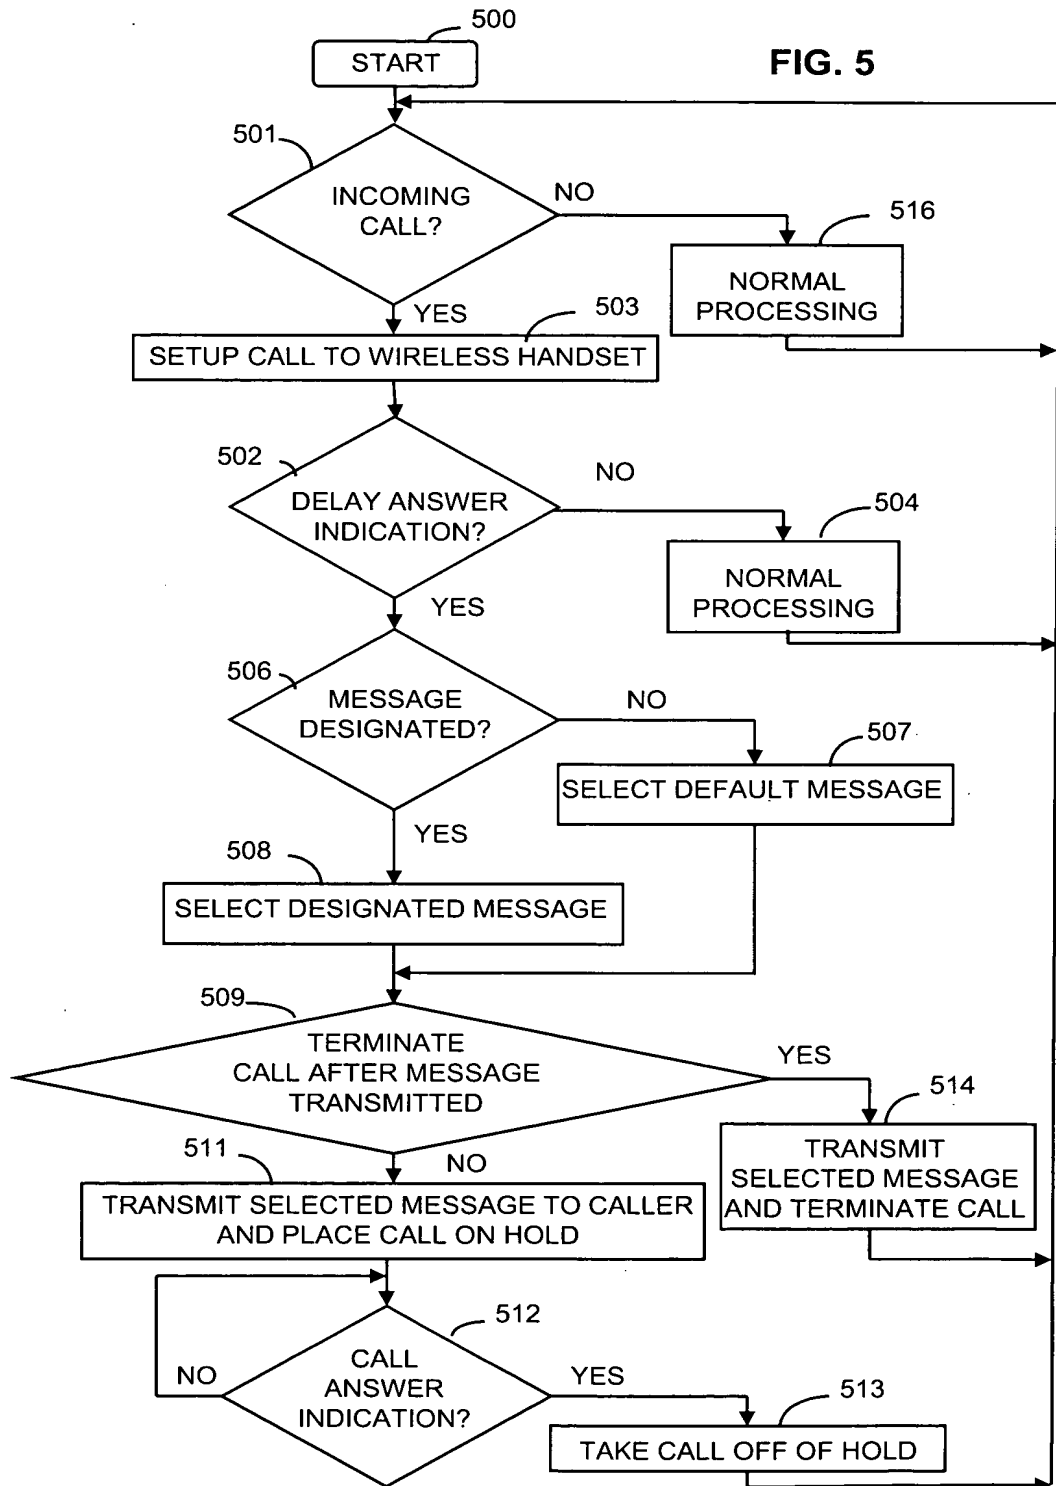 500
START
FIG. 5
501
INCOMING
CALL?
NO
516
NORMAL
PROCESSING
YES
503
SETUP CALL TO WIRELESS HANDSET
502
DELAY ANSWER
INDICATION?
NO
504
NORMAL
PROCESSING
YES
506
MESSAGE
DESIGNATED?
NO
507
SELECT DEFAULT MESSAGE
YES
508
SELECT DESIGNATED MESSAGE
509
TERMINATE
CALL AFTER MESSAGE
TRANSMITTED
YES
514
TRANSMIT
SELECTED MESSAGE
AND TERMINATE CALL
511
NO
TRANSMIT SELECTED MESSAGE TO CALLER
AND PLACE CALL ON HOLD
512
CALL
ANSWER
INDICATION?
NO
YES
513
TAKE CALL OFF OF HOLD